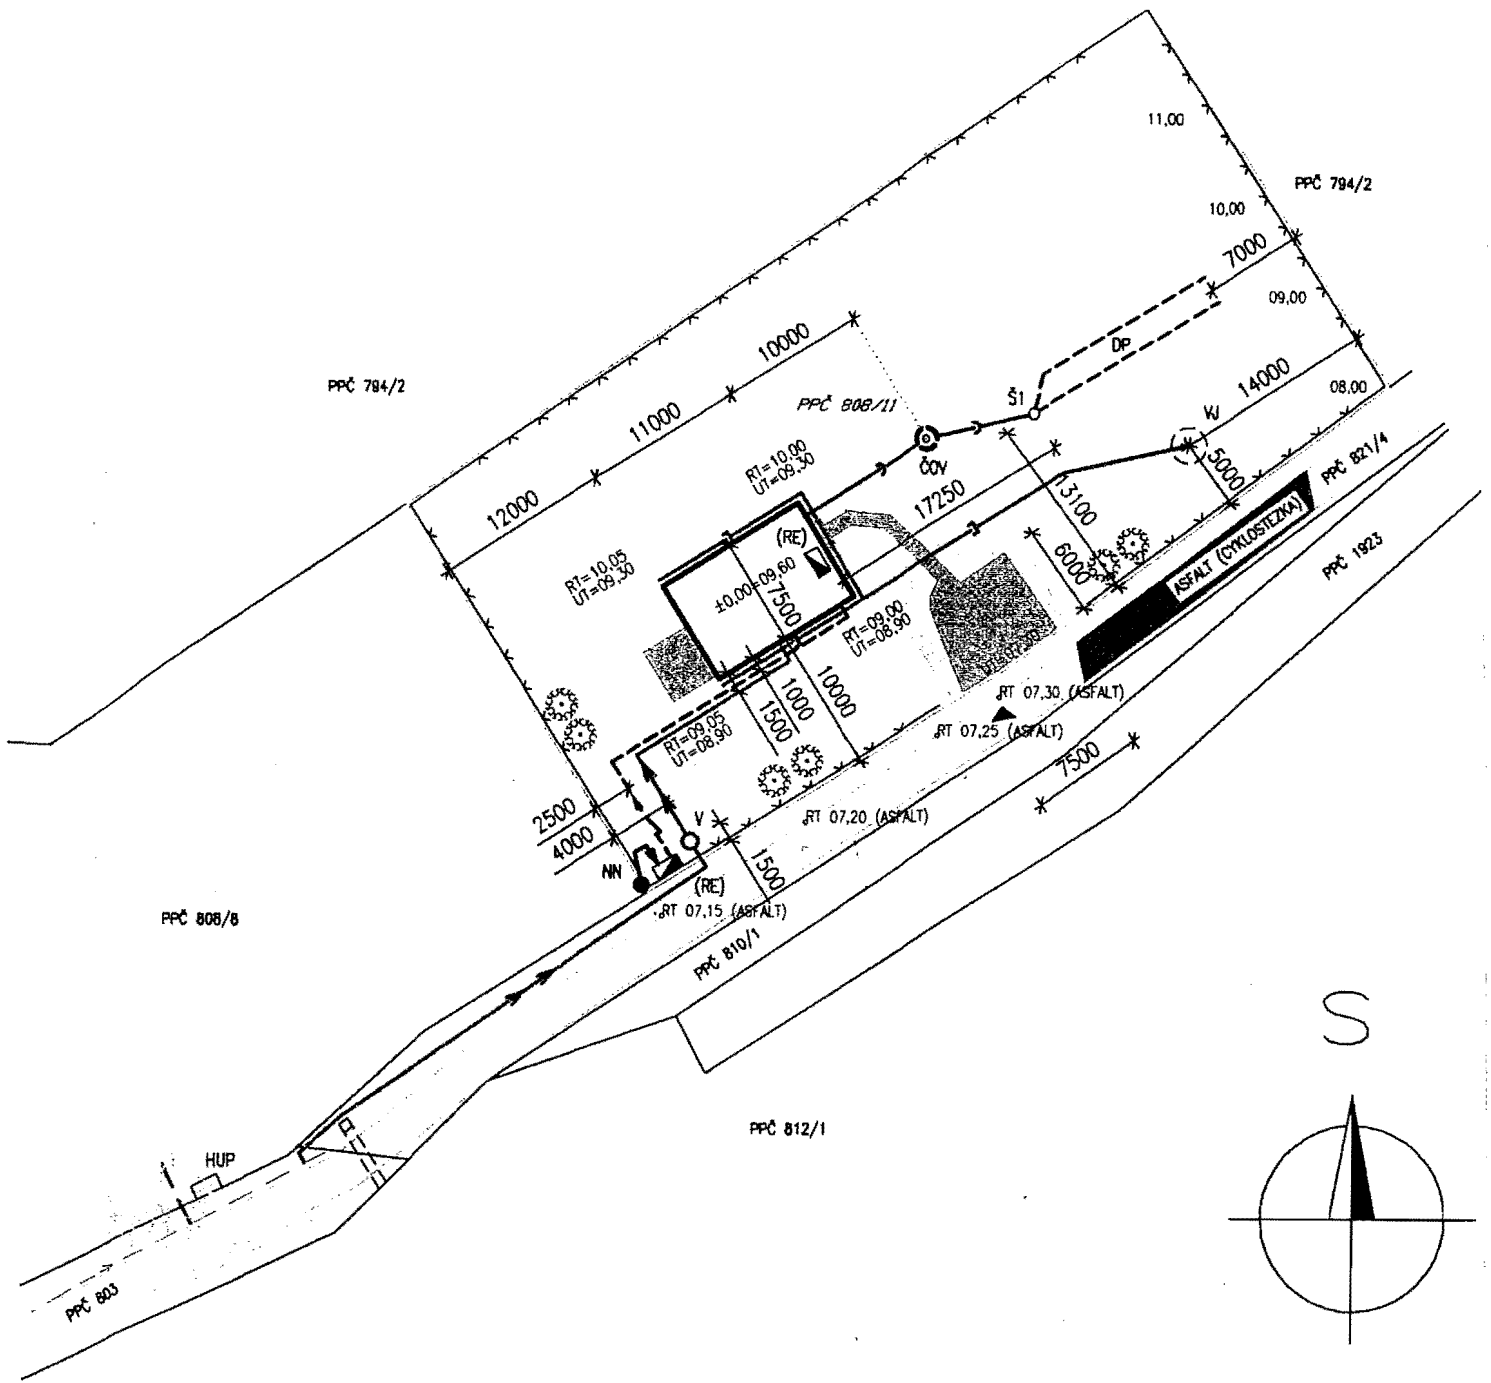 11,00
PPČ 794/2
10,00
7000
09,00
10000
DP
14000
PPČ 794/2
PPČ 808/11
Š1
08,00
11000
VJ
ČOV
RT=10.00
UT=09,30
5000
PPČ 821/4
17250
12000
13100
(RE)
6000
ASFALT (CYKLOSTEZKA)
PPČ 1923
RT=10,05
UT=09,30
±0,00=09,60
7500
RT=09,00
UT=08,90
1000
10000
1500
RT 07,30 (ASFALT)
RT=09,05
UT=08,90
RT 07,25 (ASFALT)
7500
2500
RT 07,20 (ASFALT)
V
4000
1500
NN
(RE)
RT 07,15 (ASFALT)
PPČ 808/8
PPČ 810/1
S
PPČ 812/1
HUP
PPČ 803